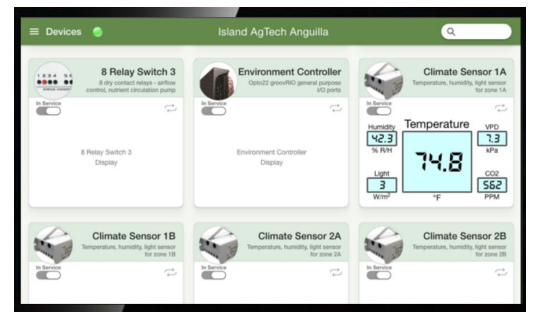 Devices
Island AgTech Anguilla
8 Relay Switch 3
8 dry contact relays - airflow
control, nutrient circulation pump
In Service
8 Relay Switch 3
Display
Environment Controller
Opto22 groovRIO general purpose
I/O ports
In Service
Environment Controller
Display
Climate Sensor 1A
Temperature, humidity, light sensor
for zone 1A
In Service
Humidity
42.3
% R/H
Light
3
W/m²
Temperature
74.8
°F
VPD
7.3
kPa
CO2
562
PPM
Climate Sensor 1B
Temperature, humidity, light sensor
for zone 1B
In Service
Climate Sensor 2A
Temperature, humidity, light sensor
for zone 2A
In Service
Climate Sensor 2B
Temperature, humidity, light sensor
for zone 2B
In Service